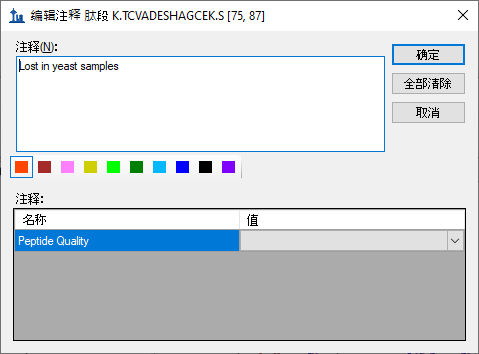 编辑注释 肽段 K.TCVADESHAGCEK.S [75, 87]
注释(N):
Lost in yeast samples
确定
全部清除
取消
注释:
名称 值
Peptide Quality